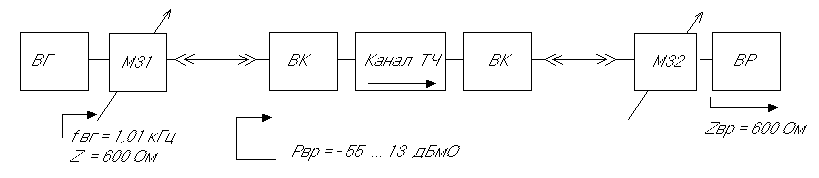 ВГ
МЗ1
ВК
Канал ТЧ
ВК
МЗ2
ВР
fвг = 1,01 кГц
Z = 600 Ом
Рвр = - 55 ... 13 дБмО
Zвр = 600 Ом